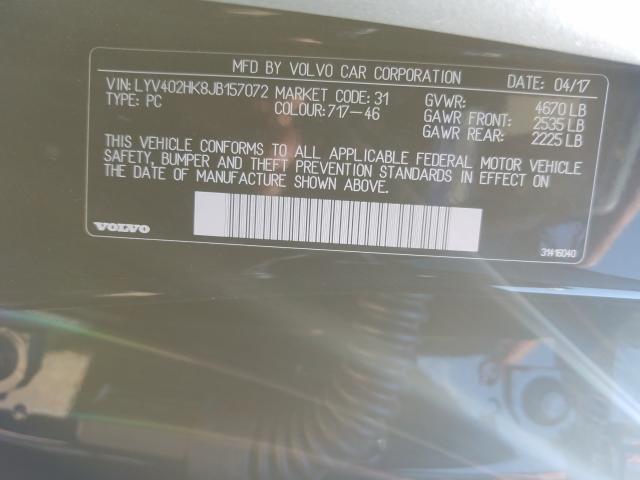 MFD BY VOLVO CAR CORPORATION DATE: 04/17
VIN: LYV402HK8JB157072 MARKET CODE: 31 GVWR: 4670 LB
TYPE: PC COLOUR: 717-46 GAWR FRONT: 2535 LB
GAWR REAR: 2225 LB
THIS VEHICLE CONFORMS TO ALL APPLICABLE FEDERAL MOTOR VEHICLE
SAFETY, BUMPER AND THEFT PREVENTION STANDARDS IN EFFECT ON
THE DATE OF MANUFACTURE SHOWN ABOVE.
VOLVO
31416040